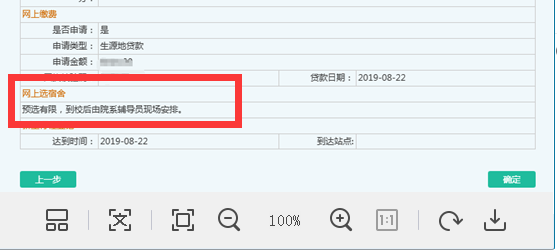 网上缴费
是否申请： 是
申请类型： 生源地贷款
申请金额：
贷款日期： 2019-08-22
网上选宿舍
预选有限，到校后由院系辅导员现场安排。
达到时间： 2019-08-22 到达站点:
上一步 确定
100% 1:1